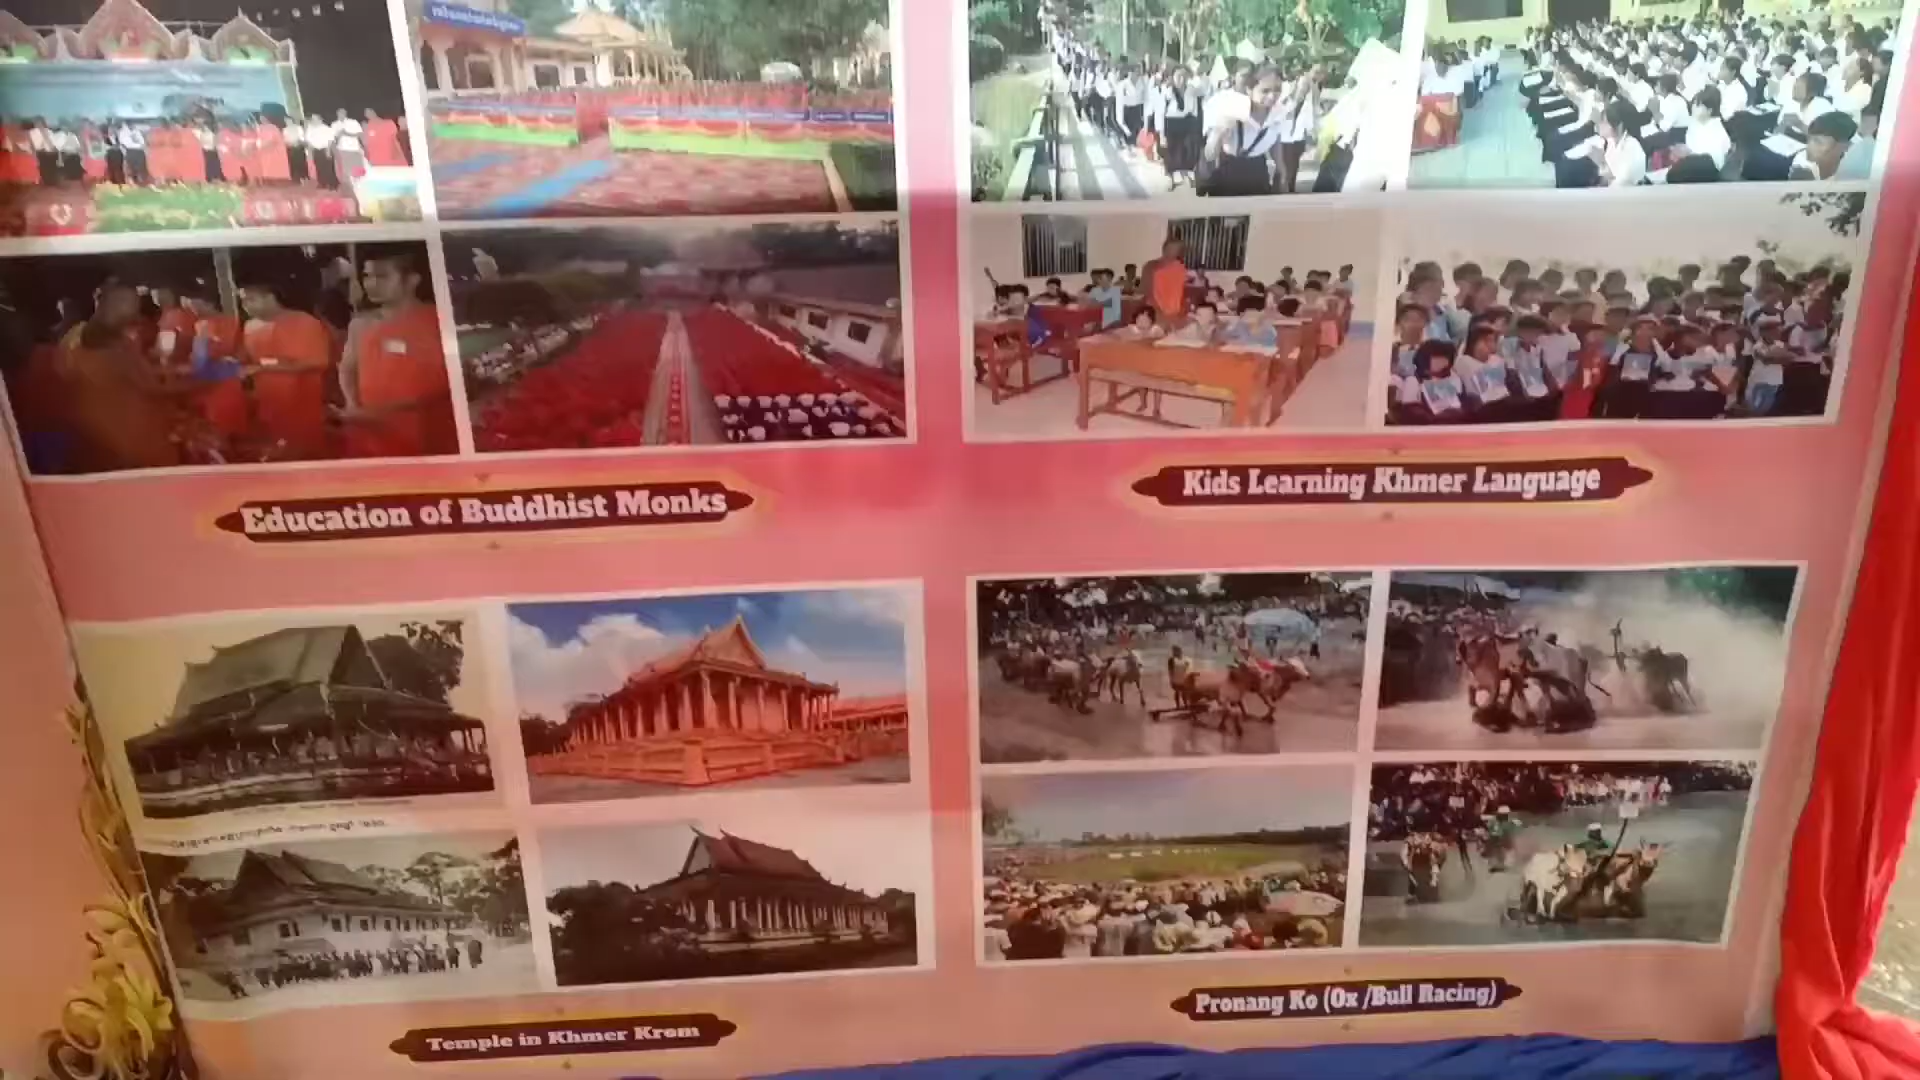 Education of Buddhist Monks
Kids Learning Khmer Language
Temple in Khmer Krom
Pronang Ko (Ox /Bull Racing)